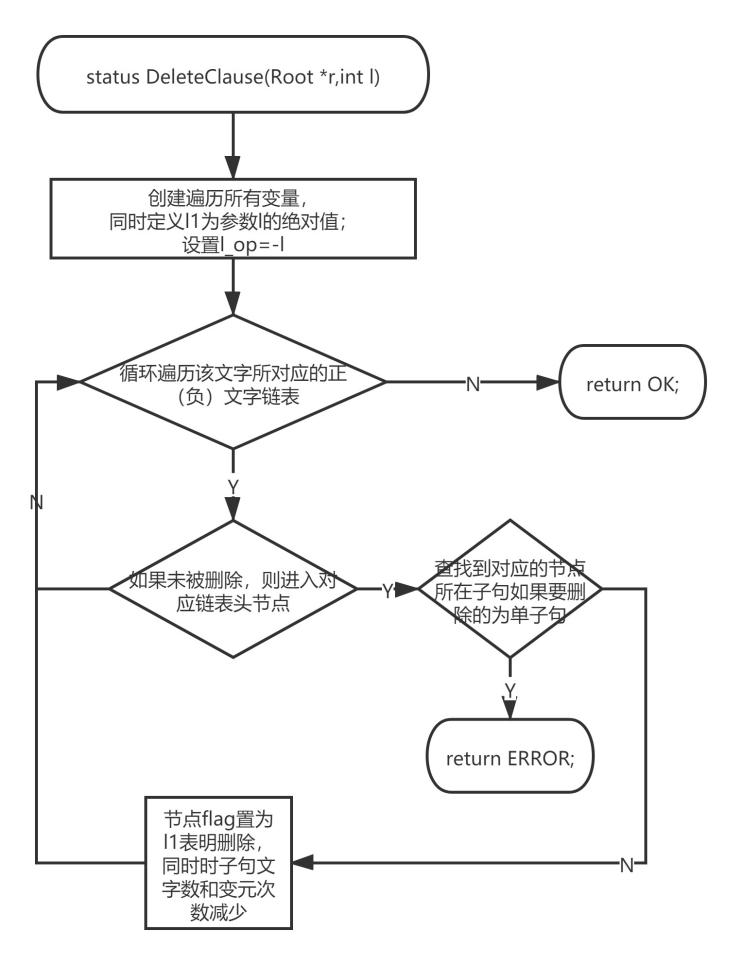 status DeleteClause(Root *r,int l)
创建遍历所有变量，
同时定义l1为参数l的绝对值；
设置l_op=-l
循环遍历该文字所对应的正
（负）文字链表
N
return OK;
Y
N
如果未被删除，则进入对
应链表头节点
Y
查找到对应的节点
所在子句如果要删
除的为单子句
Y
return ERROR;
节点flag置为
l1表明删除，
同时时子句文
字数和变元次
数减少
N